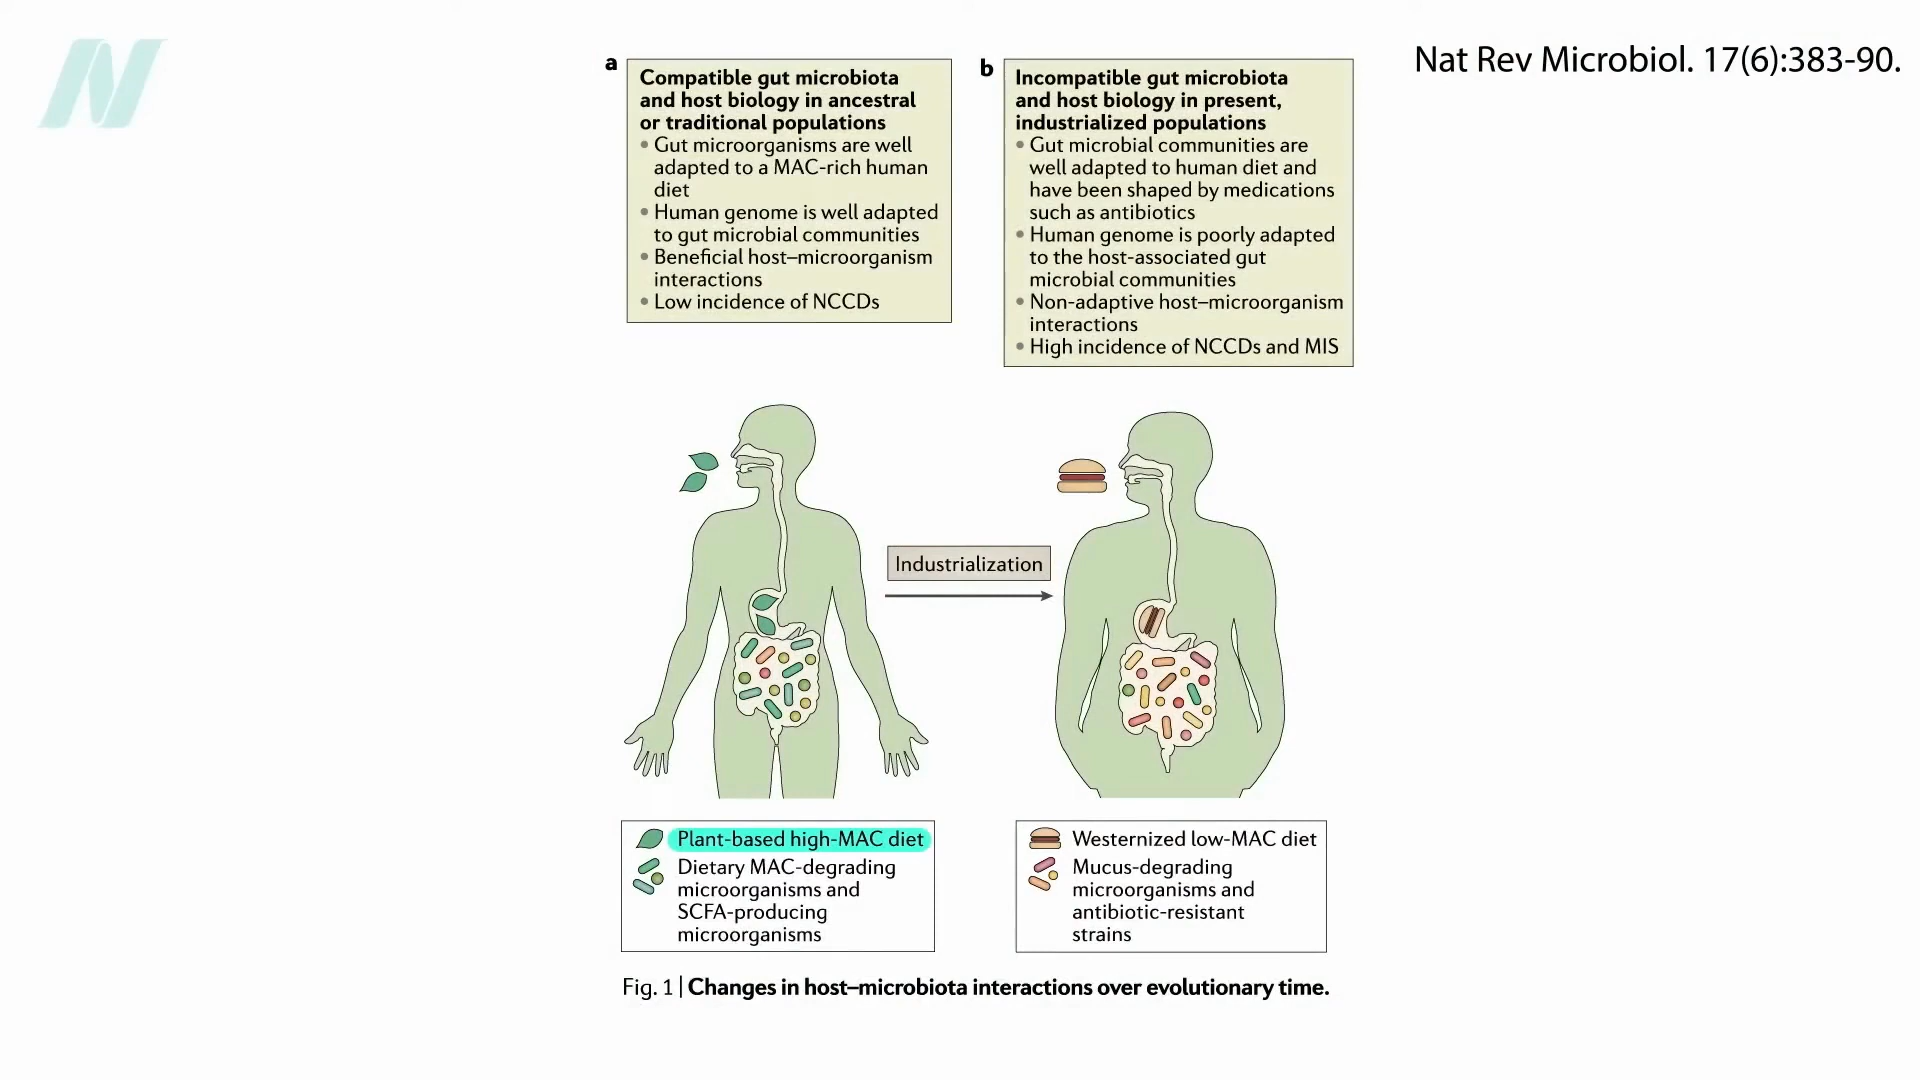 Nat Rev Microbiol. 17(6):383-90.
a
Compatible gut microbiota
and host biology in ancestral
or traditional populations
• Gut microorganisms are well
adapted to a MAC-rich human
diet
• Human genome is well adapted
to gut microbial communities
• Beneficial host–microorganism
interactions
• Low incidence of NCCDs
b
Incompatible gut microbiota
and host biology in present,
industrialized populations
• Gut microbial communities are
well adapted to human diet and
have been shaped by medications
such as antibiotics
• Human genome is poorly adapted
to the host-associated gut
microbial communities
• Non-adaptive host–microorganism
interactions
• High incidence of NCCDs and MIS
Industrialization
Plant-based high-MAC diet
Dietary MAC-degrading
microorganisms and
SCFA-producing
microorganisms
Westernized low-MAC diet
Mucus-degrading
microorganisms and
antibiotic-resistant
strains
Fig. 1 | Changes in host–microbiota interactions over evolutionary time.